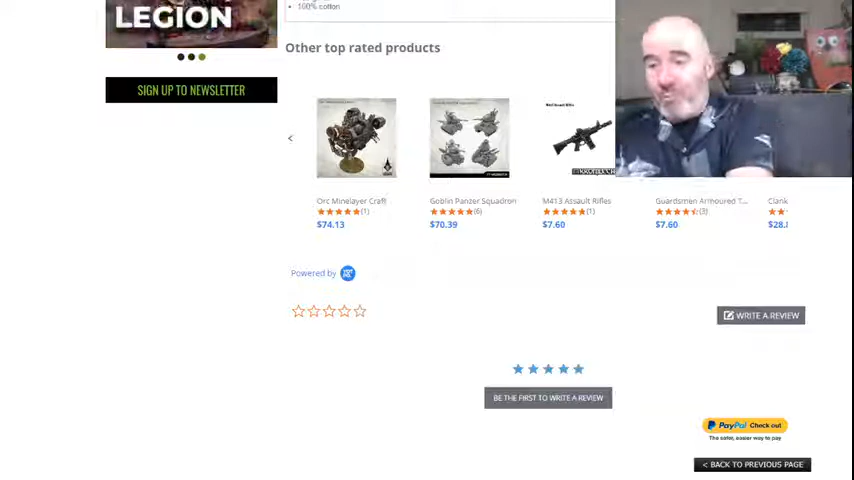 LEGION
100% cotton
Other top rated products
SIGN UP TO NEWSLETTER
<
Orc Minelayer Craft
(1)
$74.13
Goblin Panzer Squadron
(6)
$70.39
M413 Assault Rifles
(1)
$7.60
Guardsmen Armoured T...
(3)
$7.60
Clank
$28.8
Powered by
WRITE A REVIEW
BE THE FIRST TO WRITE A REVIEW
PayPal Check out
The safer, easier way to pay
< BACK TO PREVIOUS PAGE